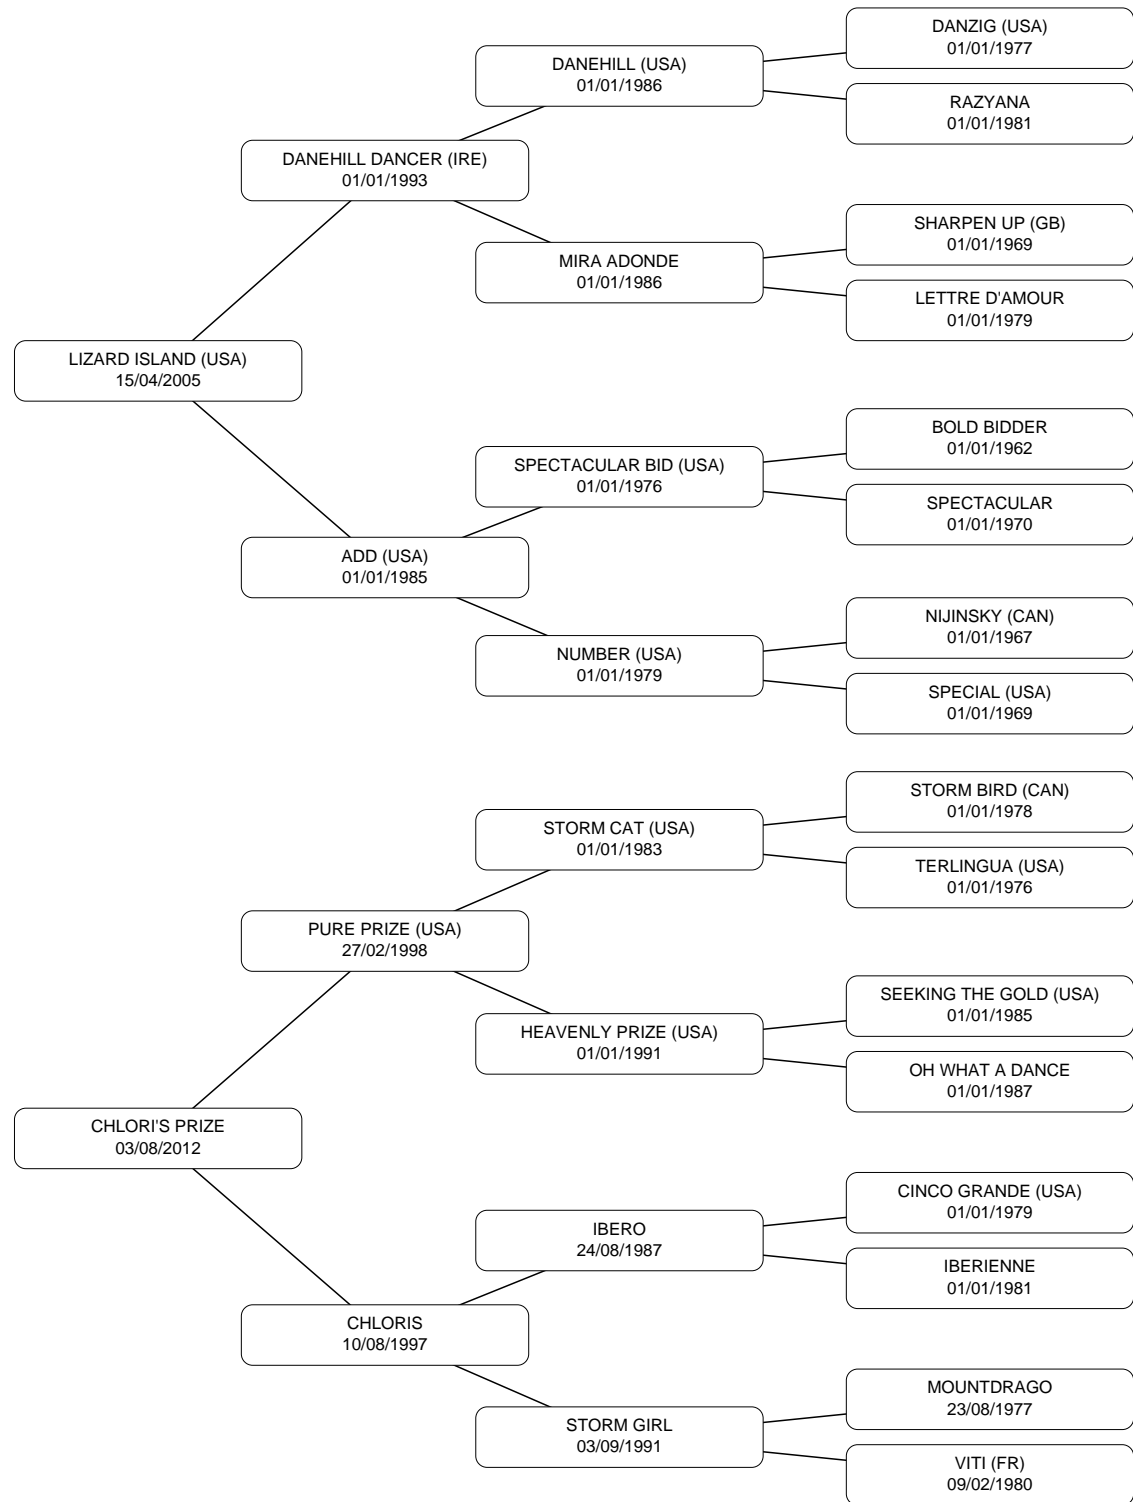 DANZIG (USA)
01/01/1977
DANEHILL (USA)
01/01/1986
RAZYANA
01/01/1981
DANEHILL DANCER (IRE)
01/01/1993
SHARPEN UP (GB)
01/01/1969
MIRA ADONDE
01/01/1986
LETTRE D'AMOUR
01/01/1979
LIZARD ISLAND (USA)
15/04/2005
BOLD BIDDER
01/01/1962
SPECTACULAR BID (USA)
01/01/1976
SPECTACULAR
01/01/1970
ADD (USA)
01/01/1985
NIJINSKY (CAN)
01/01/1967
NUMBER (USA)
01/01/1979
SPECIAL (USA)
01/01/1969
STORM BIRD (CAN)
01/01/1978
STORM CAT (USA)
01/01/1983
TERLINGUA (USA)
01/01/1976
PURE PRIZE (USA)
27/02/1998
SEEKING THE GOLD (USA)
01/01/1985
HEAVENLY PRIZE (USA)
01/01/1991
OH WHAT A DANCE
01/01/1987
CHLORI'S PRIZE
03/08/2012
CINCO GRANDE (USA)
01/01/1979
IBERO
24/08/1987
IBERIENNE
01/01/1981
CHLORIS
10/08/1997
MOUNTDRAGO
23/08/1977
STORM GIRL
03/09/1991
VITI (FR)
09/02/1980